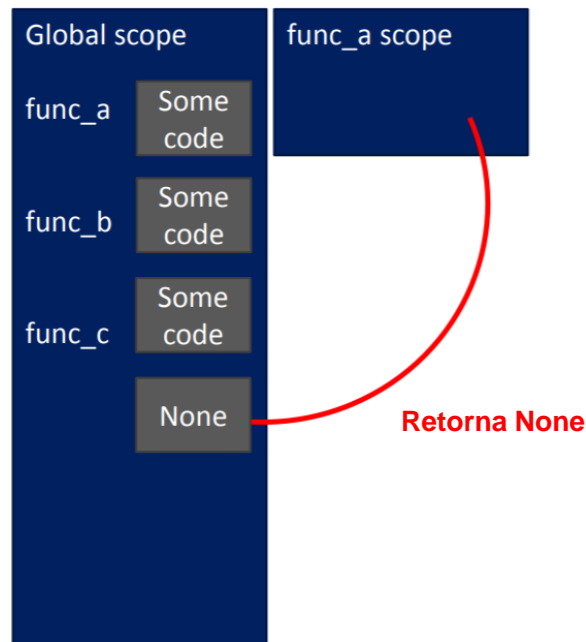 Global scope
func_a scope
func_a
Some
code
func_b
Some
code
func_c
Some
code
None
Retorna None